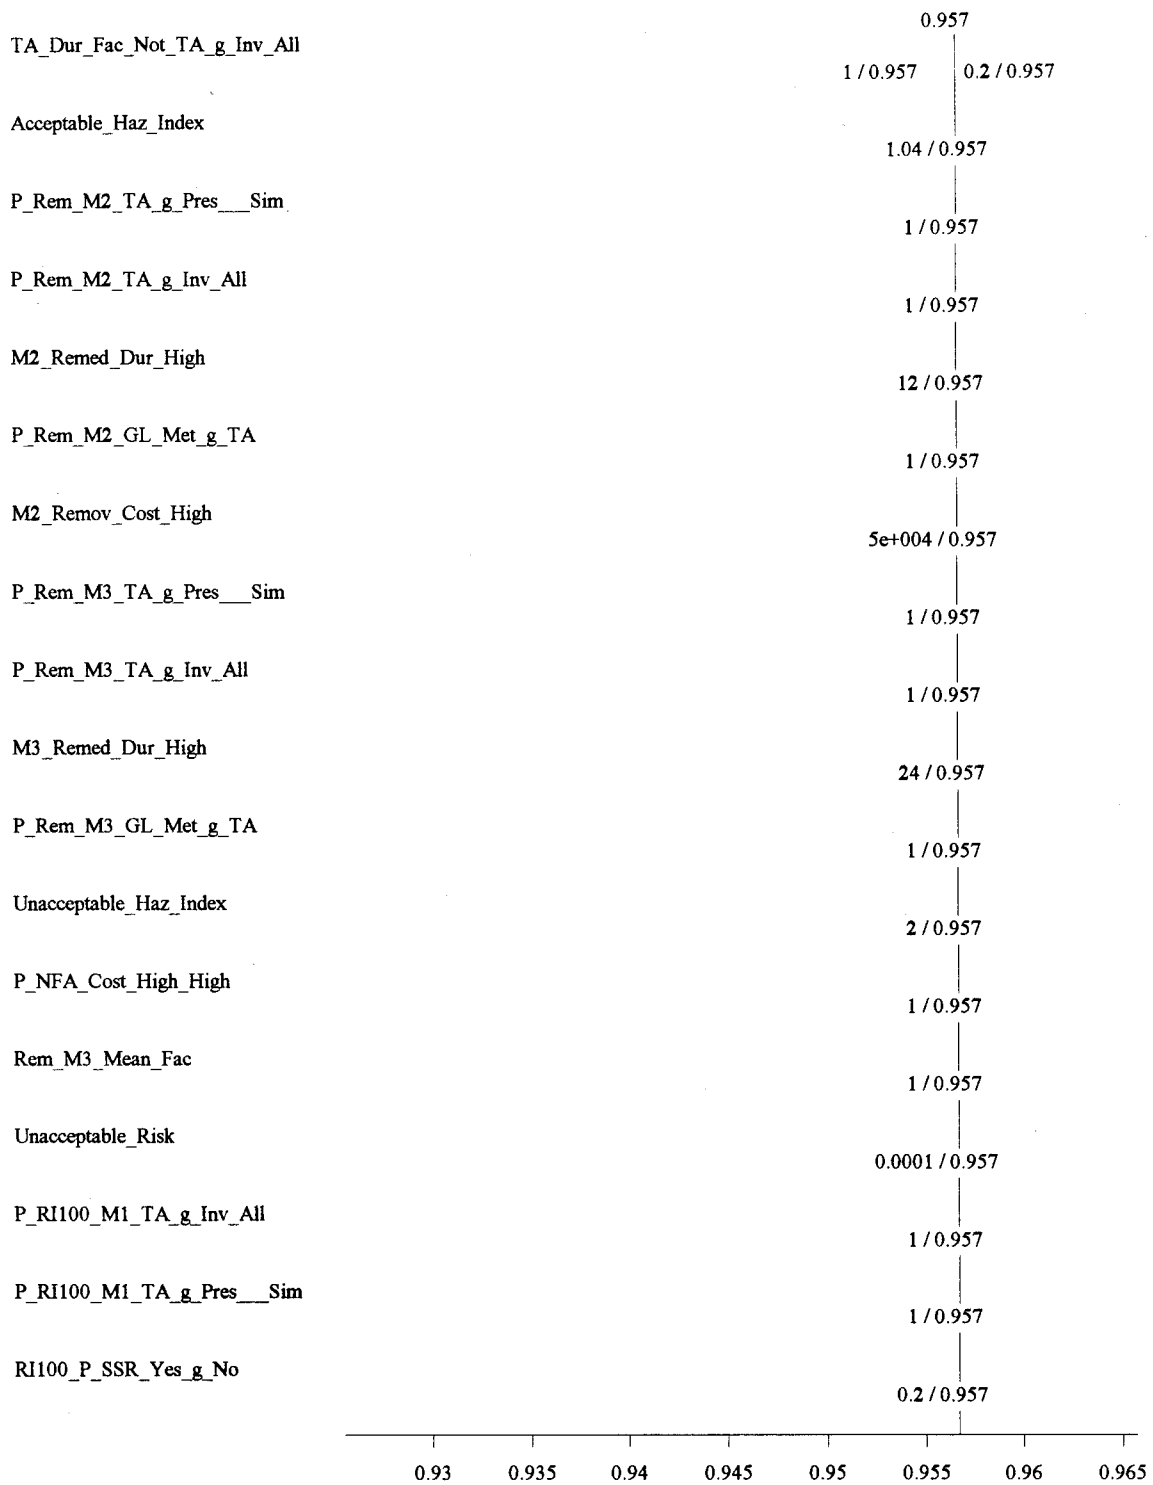 0.957
TA_Dur_Fac_Not_TA_g_Inv_All
1 / 0.957 0.2 / 0.957
Acceptable_Haz_Index
1.04 / 0.957
P_Rem_M2_TA_g_Pres___Sim
1 / 0.957
P_Rem_M2_TA_g_Inv_All
1 / 0.957
M2_Remed_Dur_High
12 / 0.957
P_Rem_M2_GL_Met_g_TA
1 / 0.957
M2_Remov_Cost_High
5e+004 / 0.957
P_Rem_M3_TA_g_Pres___Sim
1 / 0.957
P_Rem_M3_TA_g_Inv_All
1 / 0.957
M3_Remed_Dur_High
24 / 0.957
P_Rem_M3_GL_Met_g_TA
1 / 0.957
Unacceptable_Haz_Index
2 / 0.957
P_NFA_Cost_High_High
1 / 0.957
Rem_M3_Mean_Fac
1 / 0.957
Unacceptable_Risk
0.0001 / 0.957
P_RI100_M1_TA_g_Inv_All
1 / 0.957
P_RI100_M1_TA_g_Pres___Sim
1 / 0.957
RI100_P_SSR_Yes_g_No
0.2 / 0.957
0.93 0.935 0.94 0.945 0.95 0.955 0.96 0.965